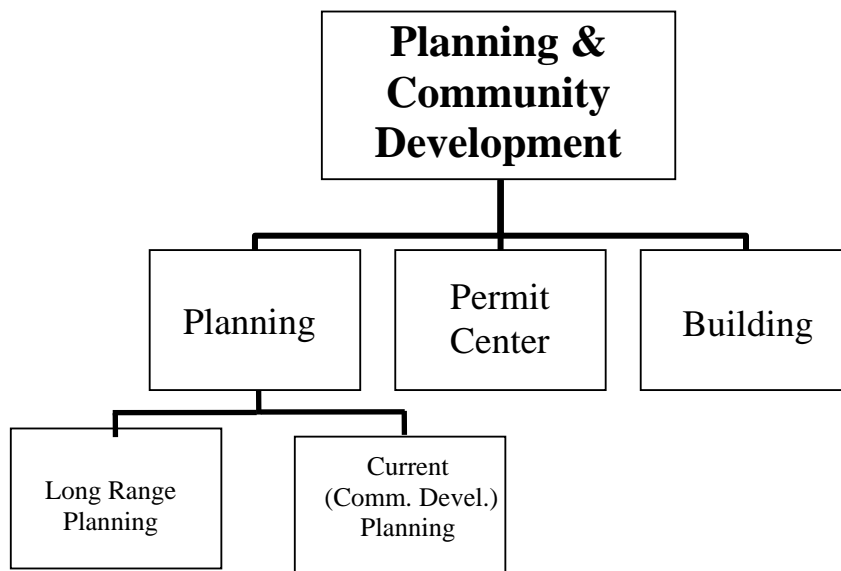 Planning &
Community
Development
Planning
Permit
Center
Building
Long Range
Planning
Current
(Comm. Devel.)
Planning